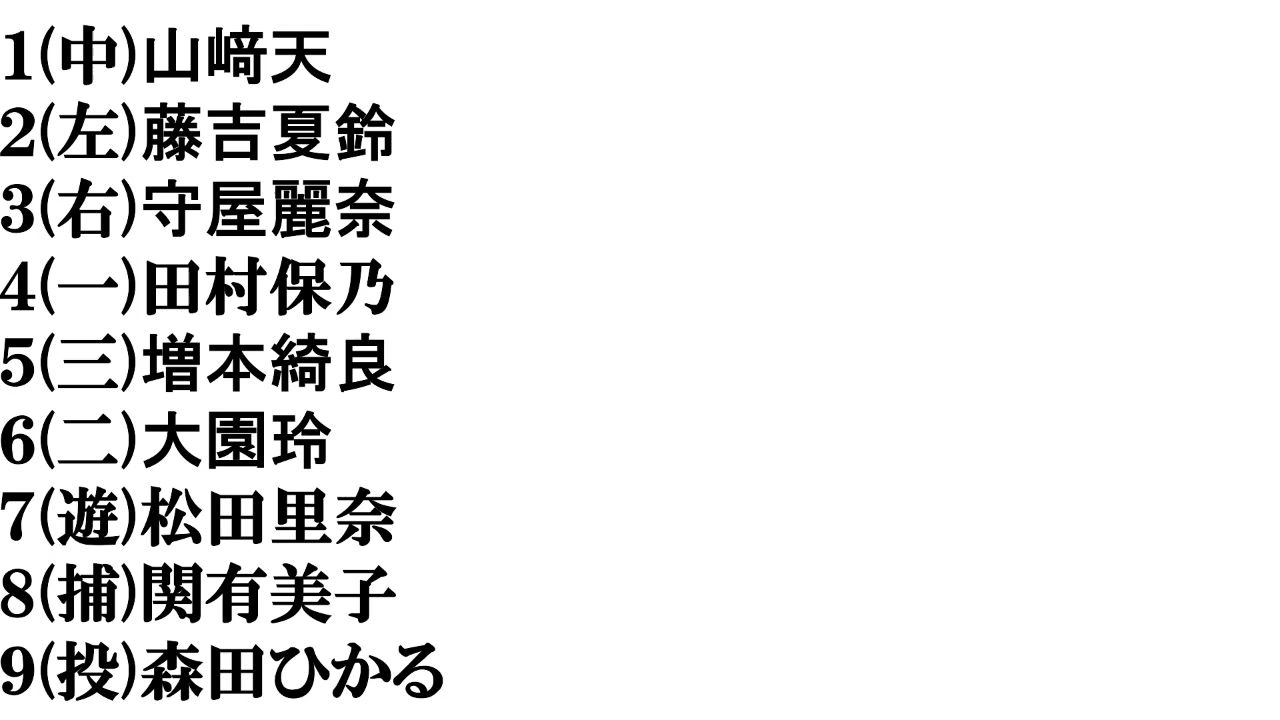 1(中)山﨑天
2(左)藤吉夏鈴
3(右)守屋麗奈
4(一)田村保乃
5(三)増本綺良
6(二)大園玲
7(遊)松田里奈
8(捕)関有美子
9(投)森田ひかる